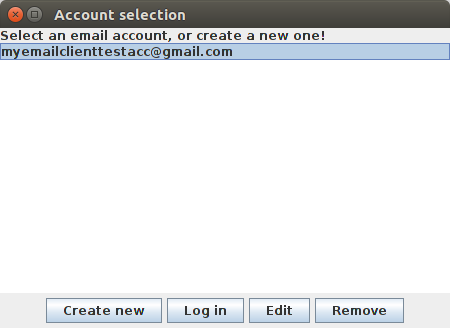 Account selection
Select an email account, or create a new one!
myemailclienttestacc@gmail.com
Create new Log in Edit Remove